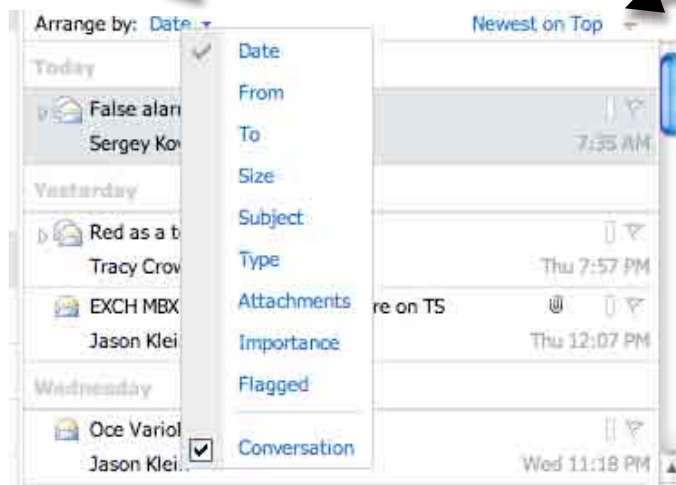 Arrange by: Date Newest on Top
Date
Today
From
False alarm
To
Sergey Kov 7:35 AM
Size
Yesterday
Subject
Red as a t
Type
Tracy Crow Thu 7:57 PM
Attachments
EXCH MBX re on TS
Importance
Jason Klei Thu 12:07 PM
Flagged
Wednesday
Oce Variol
Conversation
Jason Klei... Wed 11:18 PM